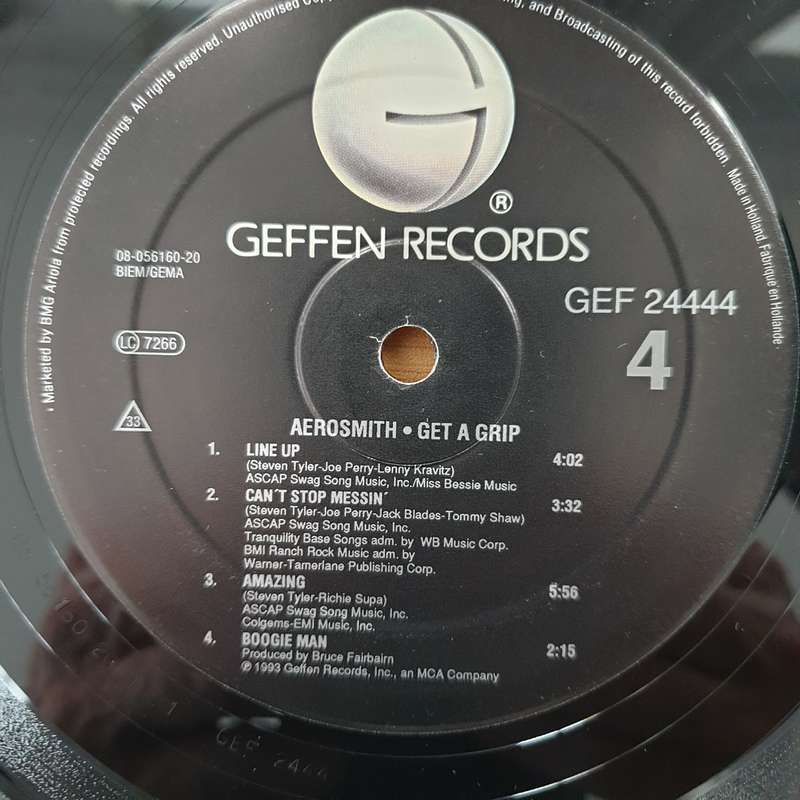 Marketed by BMG Ariola from protected recordings. All rights reserved. Unauthorised Cop
ing, and Broadcasting of this record forbidden. Made in Holland. Fabriqué en Hollande
G
®
GEFFEN RECORDS
08-056160-20
BIEM/GEMA
GEF 24444
LC 7266
4
33
AEROSMITH • GET A GRIP
1. LINE UP 4:02
(Steven Tyler-Joe Perry-Lenny Kravitz)
ASCAP Swag Song Music, Inc./Miss Bessie Music
2. CAN´T STOP MESSIN´ 3:32
(Steven Tyler-Joe Perry-Jack Blades-Tommy Shaw)
ASCAP Swag Song Music, Inc.
Tranquility Base Songs adm. by WB Music Corp.
BMI Ranch Rock Music adm. by
Warner-Tamerlane Publishing Corp.
3. AMAZING 5:56
(Steven Tyler-Richie Supa)
ASCAP Swag Song Music, Inc.
Colgems-EMI Music, Inc.
4. BOOGIE MAN 2:15
Produced by Bruce Fairbairn
℗ 1993 Geffen Records, Inc., an MCA Company
GEF 2444